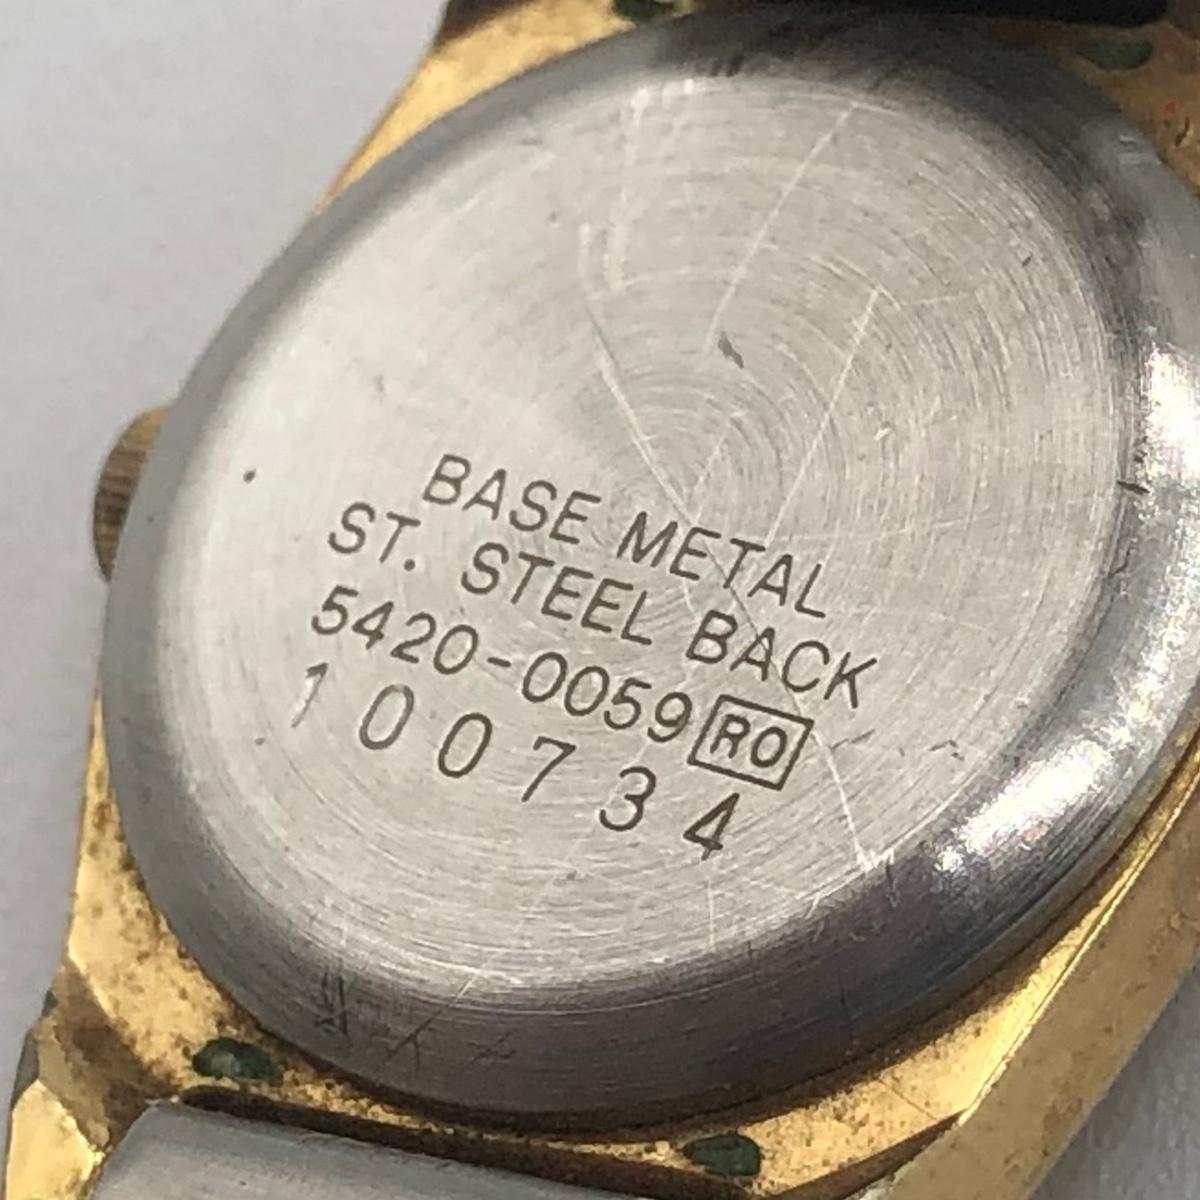 BASE METAL
ST. STEEL BACK
5420-0059 RO
100734